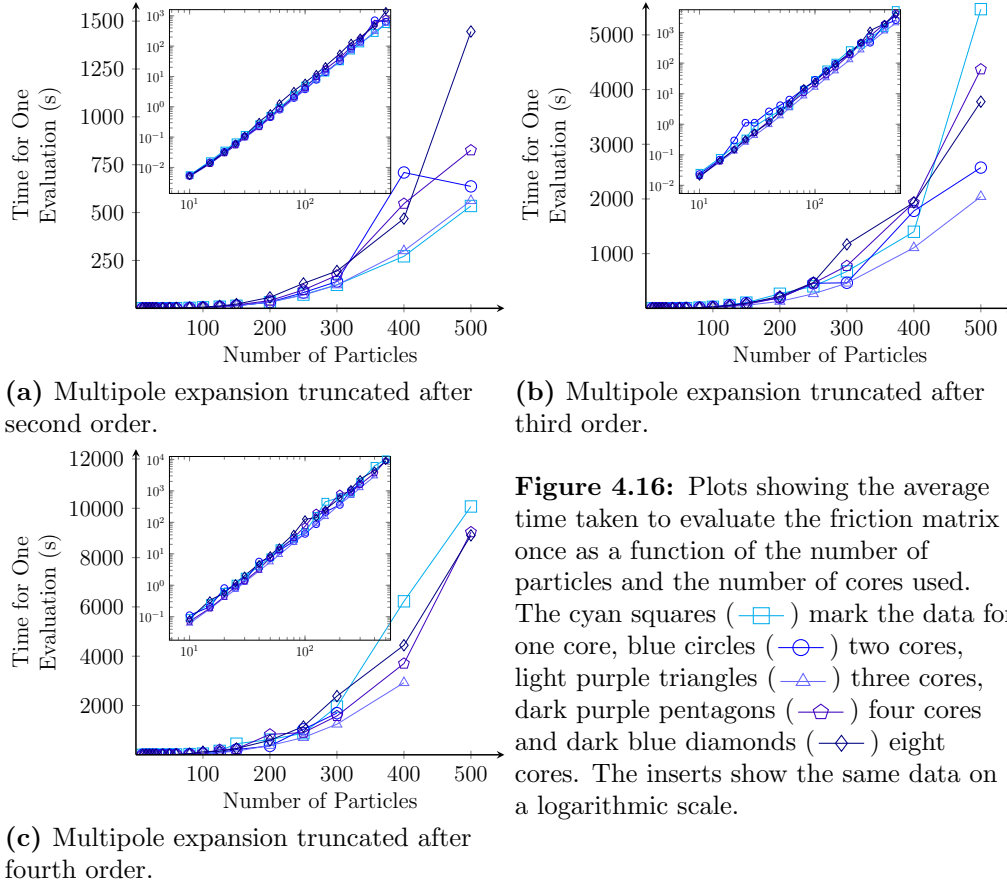 1500
1250
750
500
250
100 200 300 400 500
Number of Particles
Time for One
Evaluation (s)
10^3
10^2
10^1
10^0
10^−1
10^−2
10^1 10^2
(a) Multipole expansion truncated after
second order.
5000
4000
3000
2000
1000
100 200 300 400 500
Number of Particles
Time for One
Evaluation (s)
10^3
10^2
10^1
10^0
10^−1
10^−2
10^1 10^2
(b) Multipole expansion truncated after
third order.
12000
10000
8000
6000
4000
2000
100 200 300 400 500
Number of Particles
Time for One
Evaluation (s)
10^4
10^3
10^2
10^1
10^0
10^−1
10^1 10^2
(c) Multipole expansion truncated after
fourth order.
Figure 4.16: Plots showing the average
time taken to evaluate the friction matrix
once as a function of the number of
particles and the number of cores used.
The cyan squares ( ) mark the data for
one core, blue circles ( ) two cores,
light purple triangles ( ) three cores,
dark purple pentagons ( ) four cores
and dark blue diamonds ( ) eight
cores. The inserts show the same data on
a logarithmic scale.